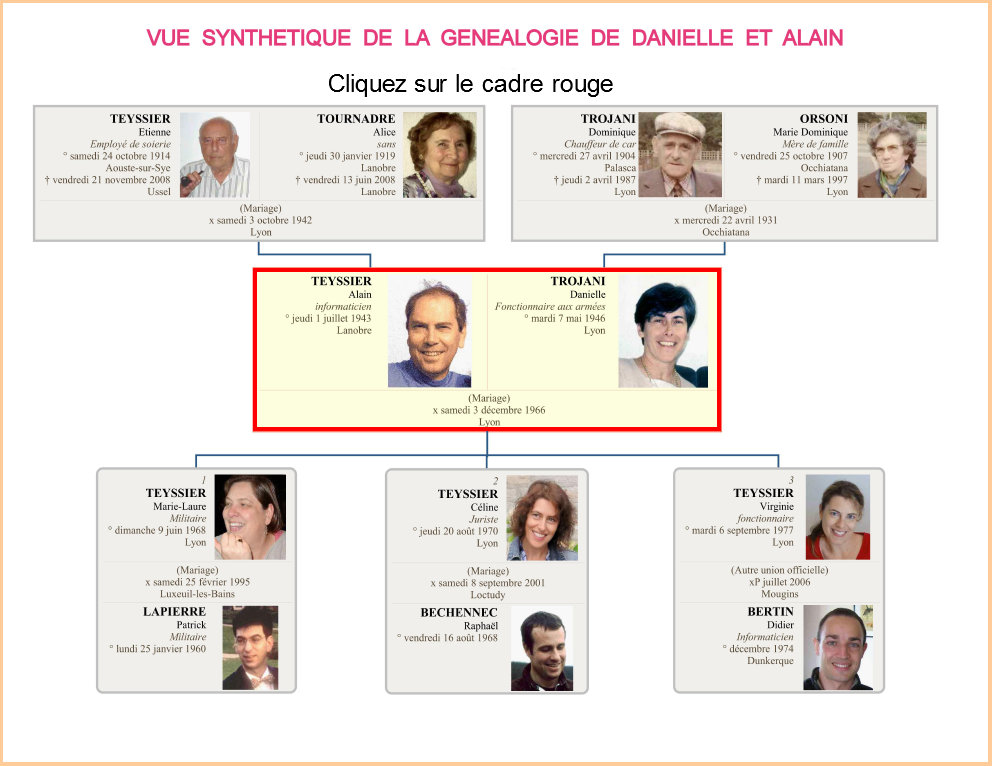 VUE SYNTHETIQUE DE LA GENEALOGIE DE DANIELLE ET ALAIN
Cliquez sur le cadre rouge
TEYSSIER
Etienne
Employé de soierie
° samedi 24 octobre 1914
Aouste-sur-Sye
† vendredi 21 novembre 2008
Ussel
TOURNADRE
Alice
sans
° jeudi 30 janvier 1919
Lanobre
† vendredi 13 juin 2008
Lanobre
(Mariage)
x samedi 3 octobre 1942
Lyon
TROJANI
Dominique
Chauffeur de car
° mercredi 27 avril 1904
Palasca
† jeudi 2 avril 1987
Lyon
ORSONI
Marie Dominique
Mère de famille
° vendredi 25 octobre 1907
Occhiatana
† mardi 11 mars 1997
Lyon
(Mariage)
x mercredi 22 avril 1931
Occhiatana
TEYSSIER
Alain
informaticien
° jeudi 1 juillet 1943
Lanobre
TROJANI
Danielle
Fonctionnaire aux armées
° mardi 7 mai 1946
Lyon
(Mariage)
x samedi 3 décembre 1966
Lyon
1
TEYSSIER
Marie-Laure
Militaire
° dimanche 9 juin 1968
Lyon
(Mariage)
x samedi 25 février 1995
Luxeuil-les-Bains
LAPIERRE
Patrick
Militaire
° lundi 25 janvier 1960
2
TEYSSIER
Céline
Juriste
° jeudi 20 août 1970
Lyon
(Mariage)
x samedi 8 septembre 2001
Loctudy
BECHENNEC
Raphaël
° vendredi 16 août 1968
3
TEYSSIER
Virginie
fonctionnaire
° mardi 6 septembre 1977
Lyon
(Autre union officielle)
xP juillet 2006
Mougins
BERTIN
Didier
Informaticien
° décembre 1974
Dunkerque